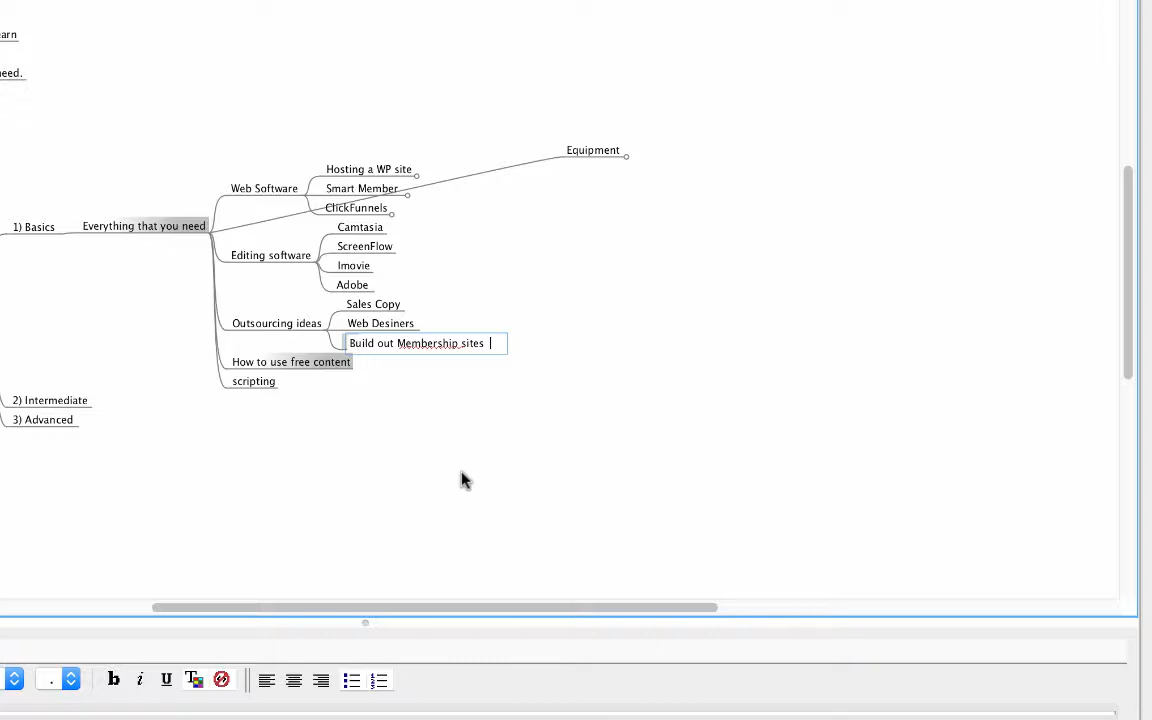 arn
need.
Equipment
Hosting a WP site
Web Software
Smart Member
ClickFunnels
1) Basics
Everything that you need
Camtasia
ScreenFlow
Editing software
Imovie
Adobe
Sales Copy
Outsourcing ideas
Web Desiners
Build out Membership sites
How to use free content
scripting
2) Intermediate
3) Advanced
b i U T